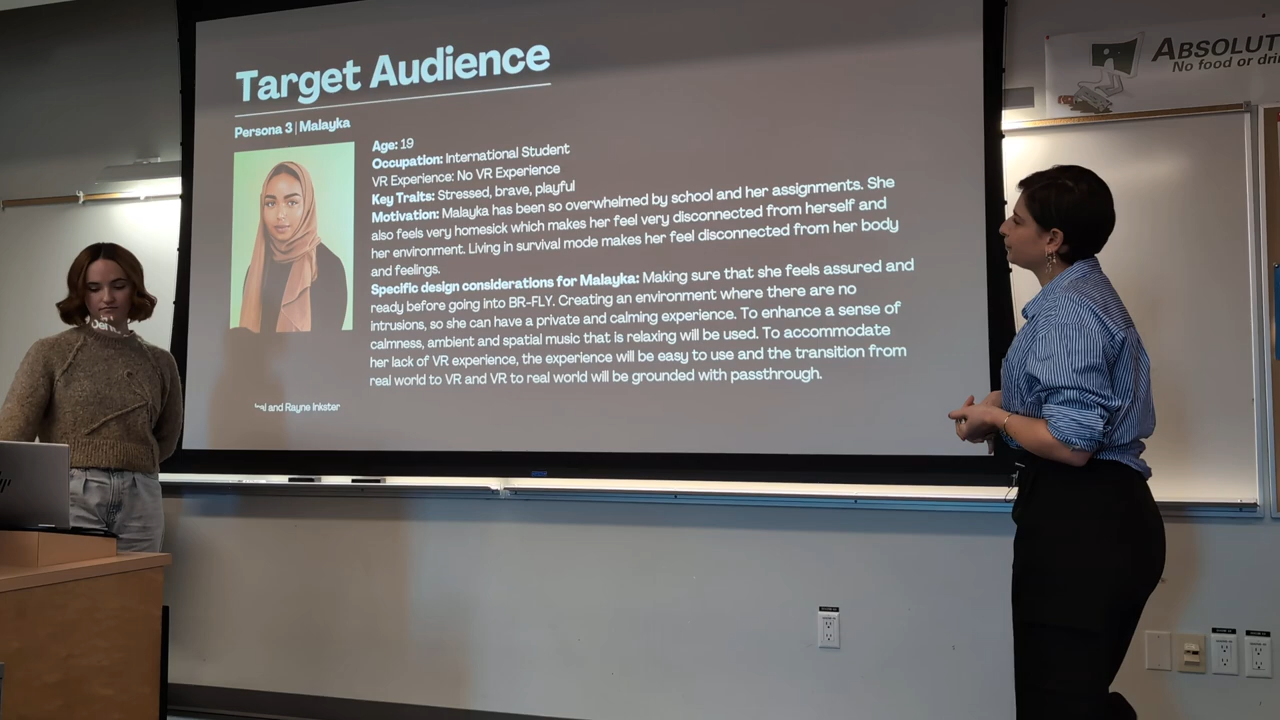 Target Audience
Persona 3 | Malayka
Age: 19
Occupation: International Student
VR Experience: No VR Experience
Key Traits: Stressed, brave, playful
Motivation: Malayka has been so overwhelmed by school and her assignments. She
also feels very homesick which makes her feel very disconnected from herself and
her environment. Living in survival mode makes her feel disconnected from her body
and feelings.
Specific design considerations for Malayka: Making sure that she feels assured and
ready before going into BR-FLY. Creating an environment where there are no
intrusions, so she can have a private and calming experience. To enhance a sense of
calmness, ambient and spatial music that is relaxing will be used. To accommodate
her lack of VR experience, the experience will be easy to use and the transition from
real world to VR and VR to real world will be grounded with passthrough.
and Rayne Inkster
ABSOLUT
No food or dri
hp